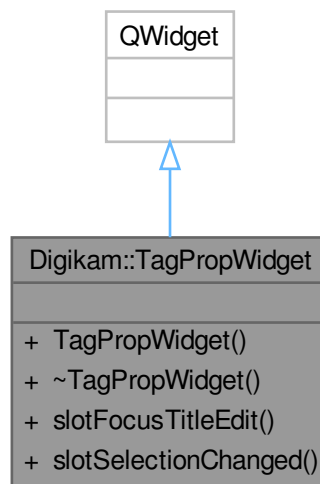 QWidget
Digikam::TagPropWidget
+ TagPropWidget()
+ ~TagPropWidget()
+ slotFocusTitleEdit()
+ slotSelectionChanged()